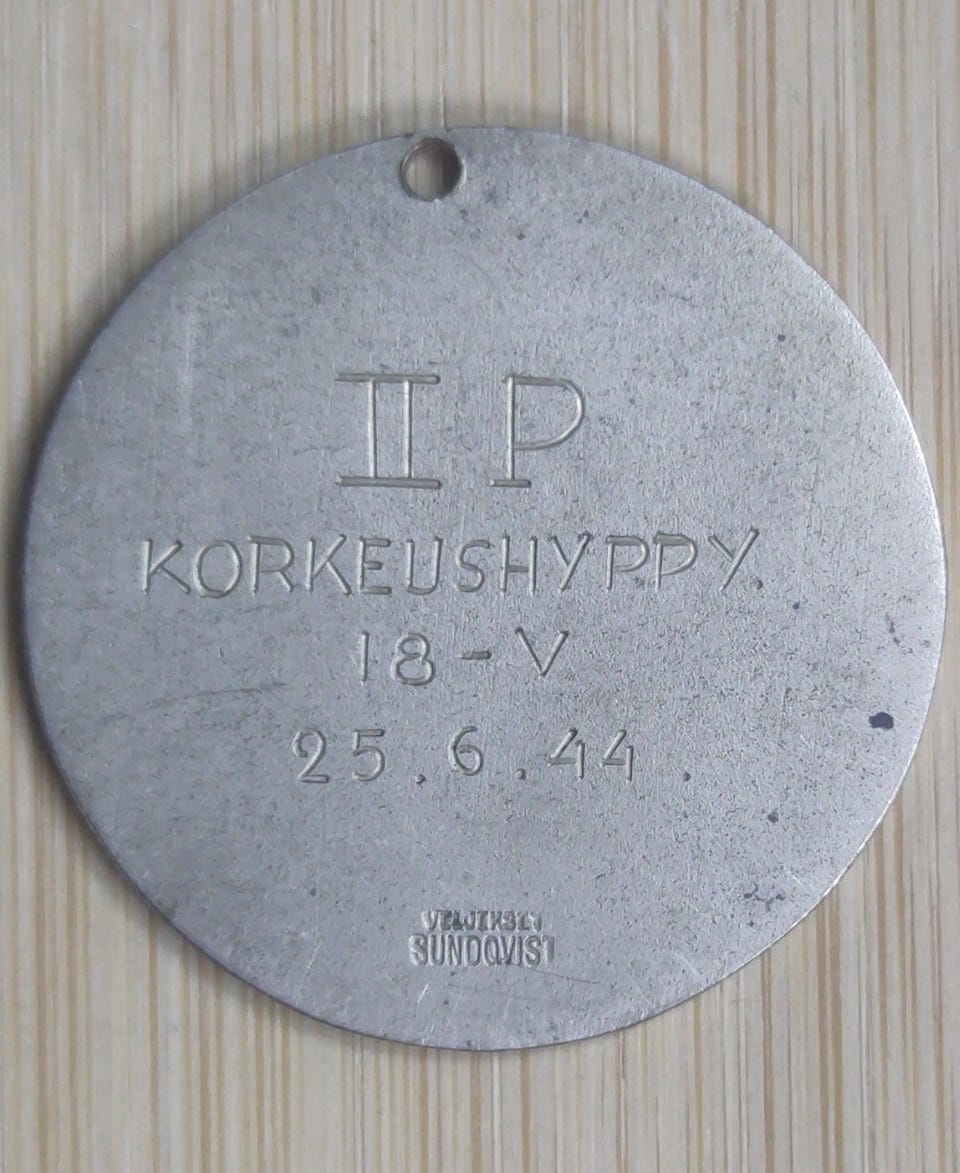 II P
KORKEUSHYPPY
18-V
25.6.44
VELJEKSET
SUNDQVIST